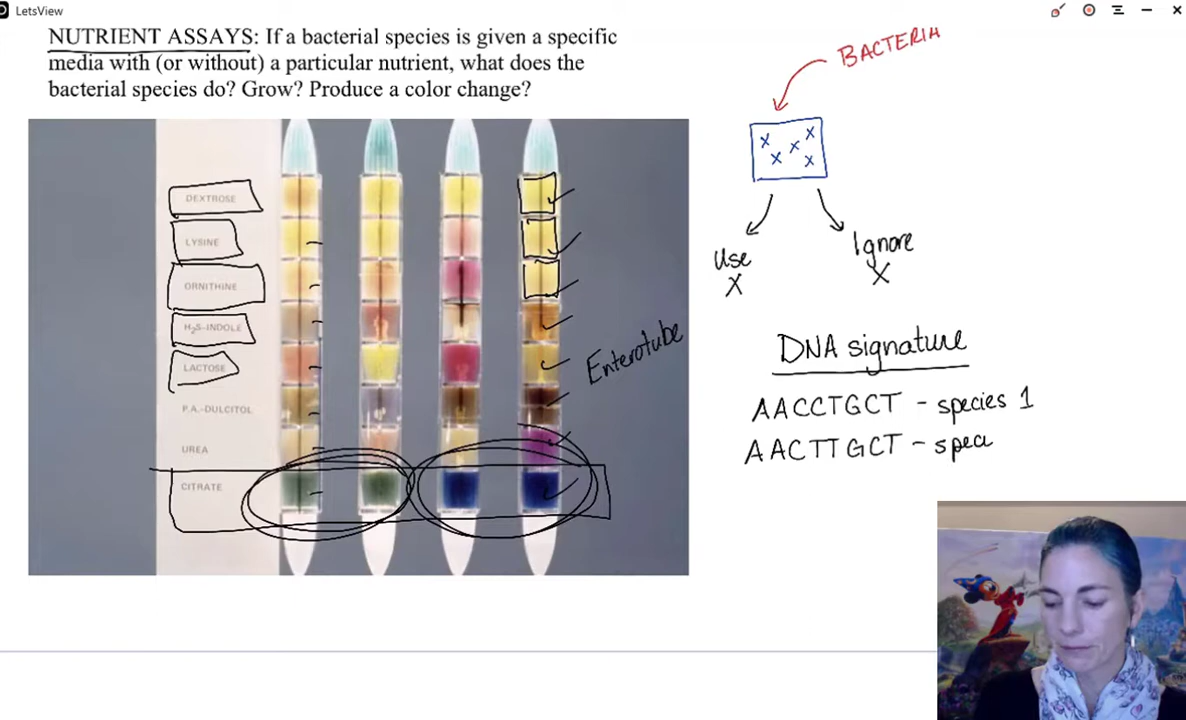 LetsView
NUTRIENT ASSAYS: If a bacterial species is given a specific
media with (or without) a particular nutrient, what does the
bacterial species do? Grow? Produce a color change?
BACTERIA
X X X X X
Use
X
Ignore
X
DEXTROSE
LYSINE
ORNITHINE
H₂S-INDOLE
LACTOSE
P.A.-DULCITOL
UREA
CITRATE
Enterotube
DNA signature
AACCTGCT - species 1
AACTTGCT - speci